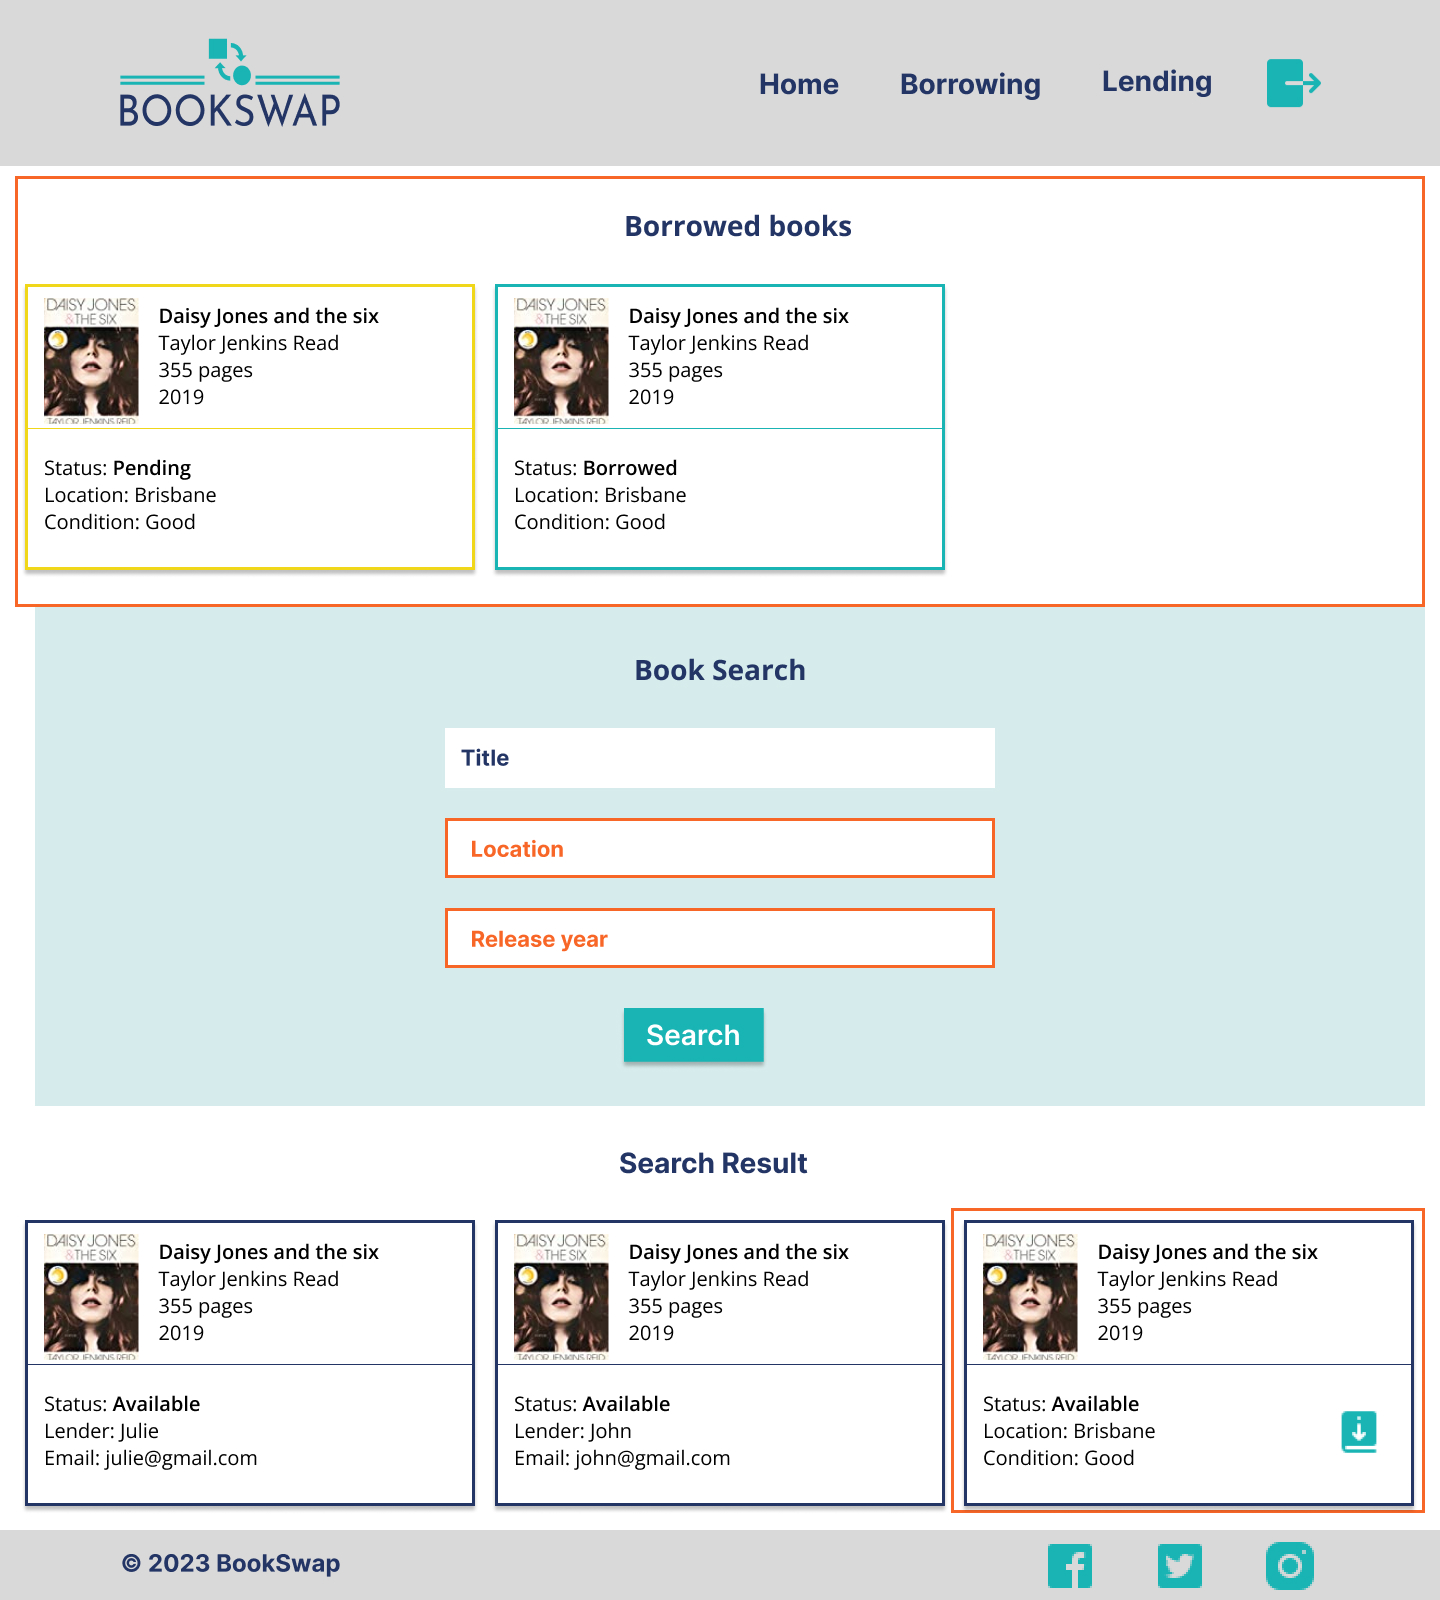 BOOKSWAP
Home
Borrowing
Lending
Borrowed books
DAISY JONES
& THE SIX
TAYLOR JENKINS REID
Daisy Jones and the six
Taylor Jenkins Read
355 pages
2019
Status: Pending
Location: Brisbane
Condition: Good
DAISY JONES
& THE SIX
TAYLOR JENKINS REID
Daisy Jones and the six
Taylor Jenkins Read
355 pages
2019
Status: Borrowed
Location: Brisbane
Condition: Good
Book Search
Title
Location
Release year
Search
Search Result
DAISY JONES
& THE SIX
TAYLOR JENKINS REID
Daisy Jones and the six
Taylor Jenkins Read
355 pages
2019
Status: Available
Lender: Julie
Email: julie@gmail.com
DAISY JONES
& THE SIX
TAYLOR JENKINS REID
Daisy Jones and the six
Taylor Jenkins Read
355 pages
2019
Status: Available
Lender: John
Email: john@gmail.com
DAISY JONES
& THE SIX
TAYLOR JENKINS REID
Daisy Jones and the six
Taylor Jenkins Read
355 pages
2019
Status: Available
Location: Brisbane
Condition: Good
© 2023 BookSwap